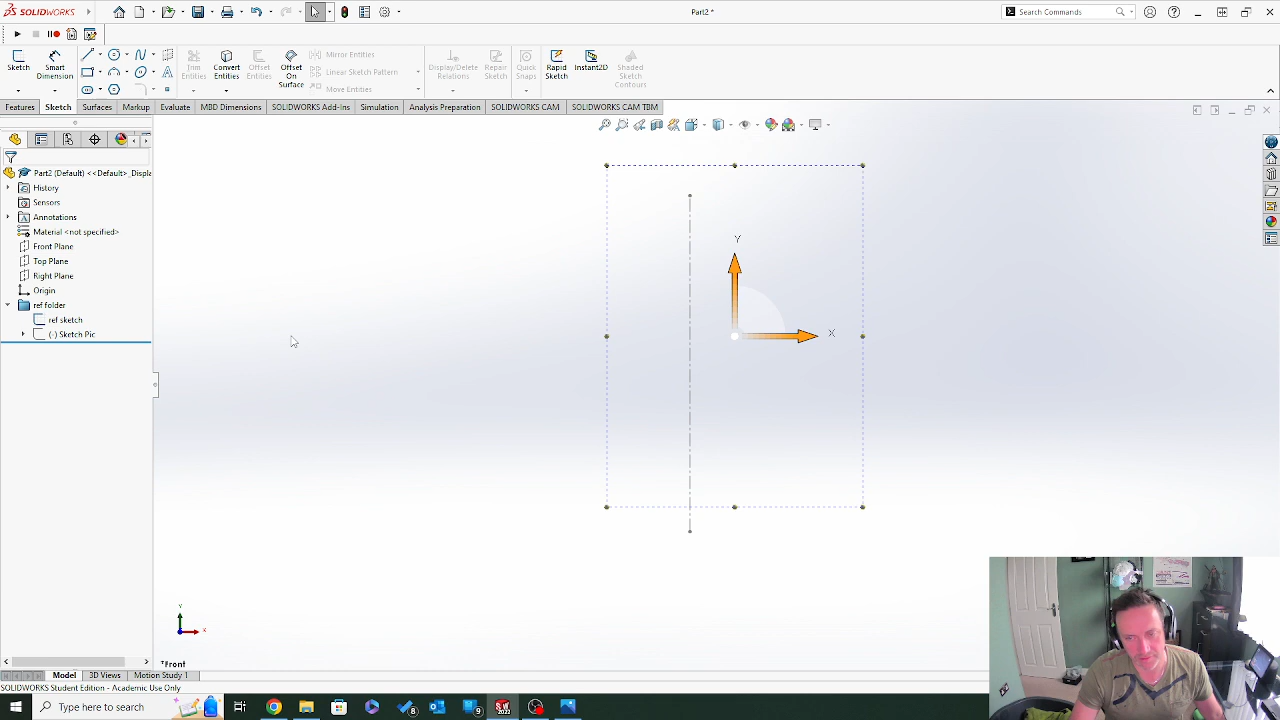 SOLIDWORKS
Part2 *
Search Commands
Sketch
Smart Dimension
Trim Entities
Convert Entities
Offset Entities
Offset On Surface
Mirror Entities
Linear Sketch Pattern
Move Entities
Display/Delete Relations
Repair Sketch
Quick Snaps
Rapid Sketch
Instant2D
Shaded Sketch Contours
Features
Sketch
Surfaces
Markup
Evaluate
MBD Dimensions
SOLIDWORKS Add-Ins
Simulation
Analysis Preparation
SOLIDWORKS CAM
SOLIDWORKS CAM TBM
Part2 (Default) <<Default>_Displa
History
Sensors
Annotations
Material <not specified>
Front Plane
Top Plane
Right Plane
Origin
ref folder
ref sketch
(-) Sketch Pic
Y
X
Y
X
*Front
Model
3D Views
Motion Study 1
SOLIDWORKS Student Edition - Academic Use Only
Type here to search